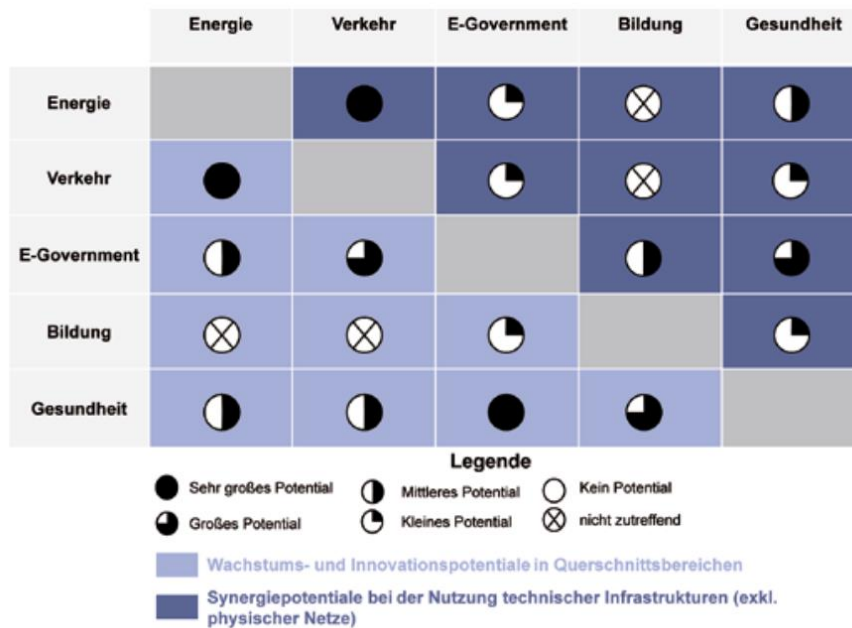 Energie Verkehr E-Government Bildung Gesundheit
Energie
Verkehr
E-Government
Bildung
Gesundheit
Legende
Sehr großes Potential Mittleres Potential Kein Potential
Großes Potential Kleines Potential nicht zutreffend
Wachstums- und Innovationspotentiale in Querschnittsbereichen
Synergiepotentiale bei der Nutzung technischer Infrastrukturen (exkl.
physischer Netze)